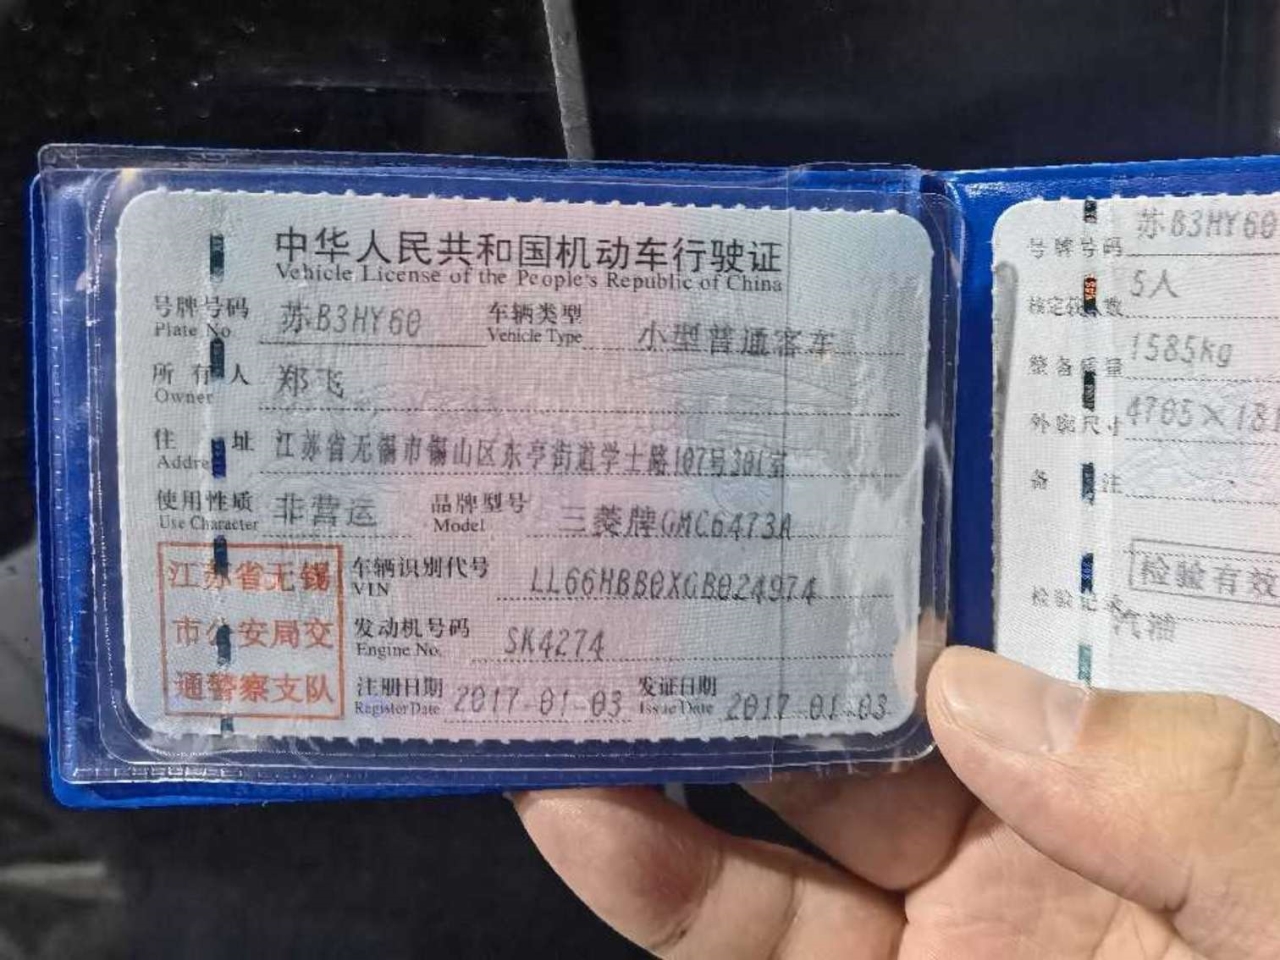 中华人民共和国机动车行驶证
Vehicle License of the People's Republic of China
号牌号码 苏B3HY60 车辆类型 小型普通客车
Plate No. Vehicle Type
所有人 郑飞
Owner
住址 江苏省无锡市锡山区东亭街道学士路107号301室
Addre
使用性质 非营运 品牌型号 三菱牌GMC6473A
Use Character Model
江苏省无锡
市公安局交
通警察支队
车辆识别代号 LL66HBB0XGB024974
VIN
发动机号码 SK4274
Engine No.
注册日期 2017-01-03 发证日期 2017-01-03
Register Date Issue Date
号牌号码 苏B3HY60
核定载人数 5人
整备质量 1585kg
外廓尺寸 4705×181
备注
检验有效
检验记录
汽油